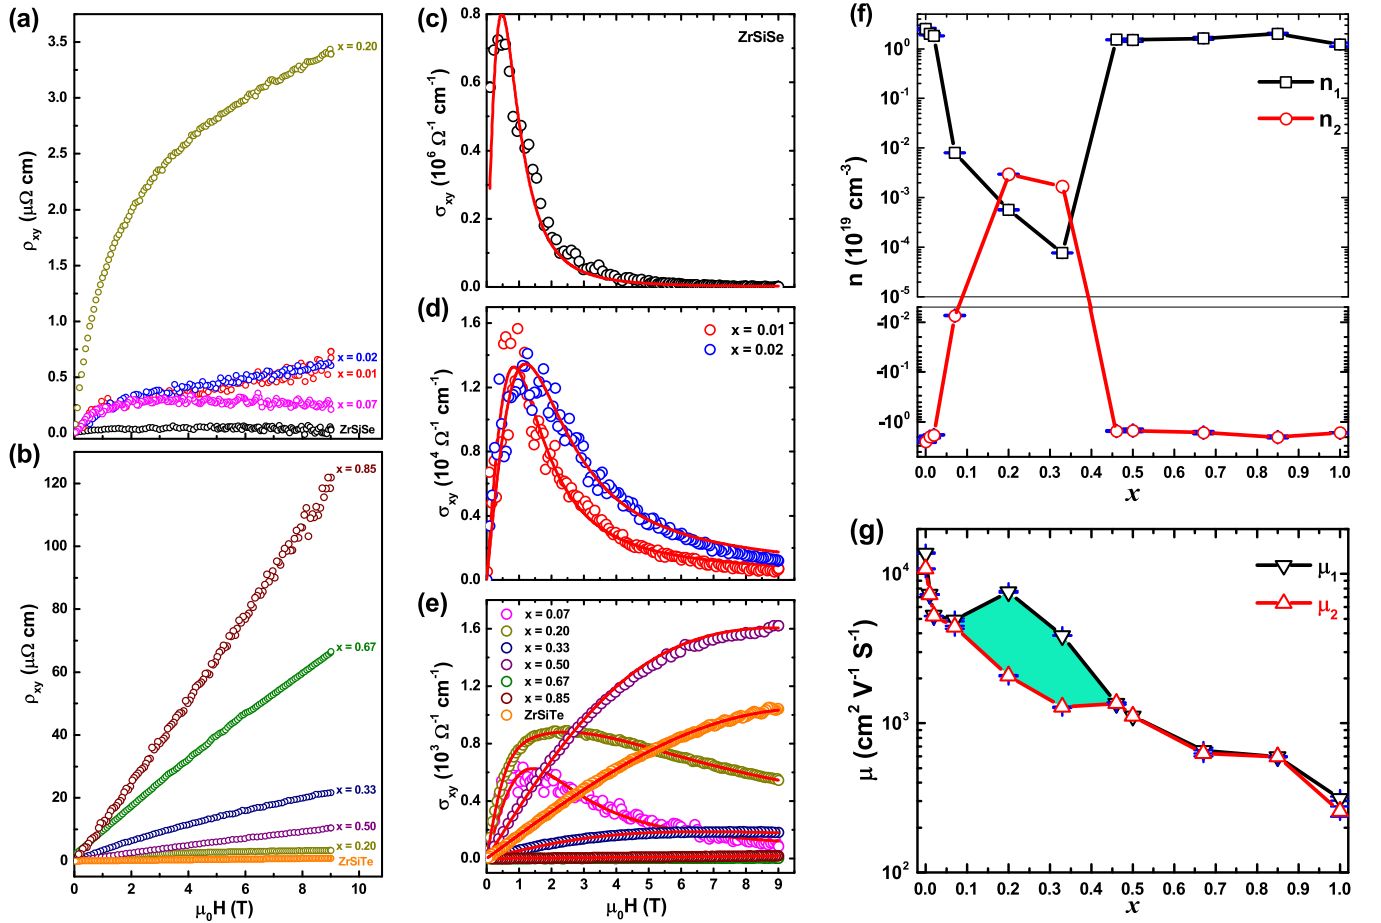 (a)
3.5
3.0
2.5
2.0
1.5
1.0
0.5
0.0
ρxy (μΩ cm)
x = 0.20
x = 0.02
x = 0.01
x = 0.07
ZrSiSe
(b)
120
100
80
60
40
20
0
ρxy (μΩ cm)
x = 0.85
x = 0.67
x = 0.33
x = 0.50
x = 0.20
ZrSiTe
0 2 4 6 8 10
μ0H (T)
(c)
0.8
0.6
0.4
0.2
0.0
σxy (10^6 Ω^-1 cm^-1)
ZrSiSe
(d)
1.6
1.2
0.8
0.4
0.0
σxy (10^4 Ω^-1 cm^-1)
x = 0.01
x = 0.02
(e)
1.6
1.2
0.8
0.4
0.0
σxy (10^3 Ω^-1 cm^-1)
x = 0.07
x = 0.20
x = 0.33
x = 0.50
x = 0.67
x = 0.85
ZrSiTe
0 1 2 3 4 5 6 7 8 9
μ0H (T)
(f)
10^0
10^-1
10^-2
10^-3
10^-4
10^-5
-10^-2
-10^-1
-10^0
n (10^19 cm^-3)
n1
n2
0.0 0.1 0.2 0.3 0.4 0.5 0.6 0.7 0.8 0.9 1.0
x
(g)
10^4
10^3
10^2
μ (cm^2 V^-1 S^-1)
μ1
μ2
0.0 0.1 0.2 0.3 0.4 0.5 0.6 0.7 0.8 0.9 1.0
x